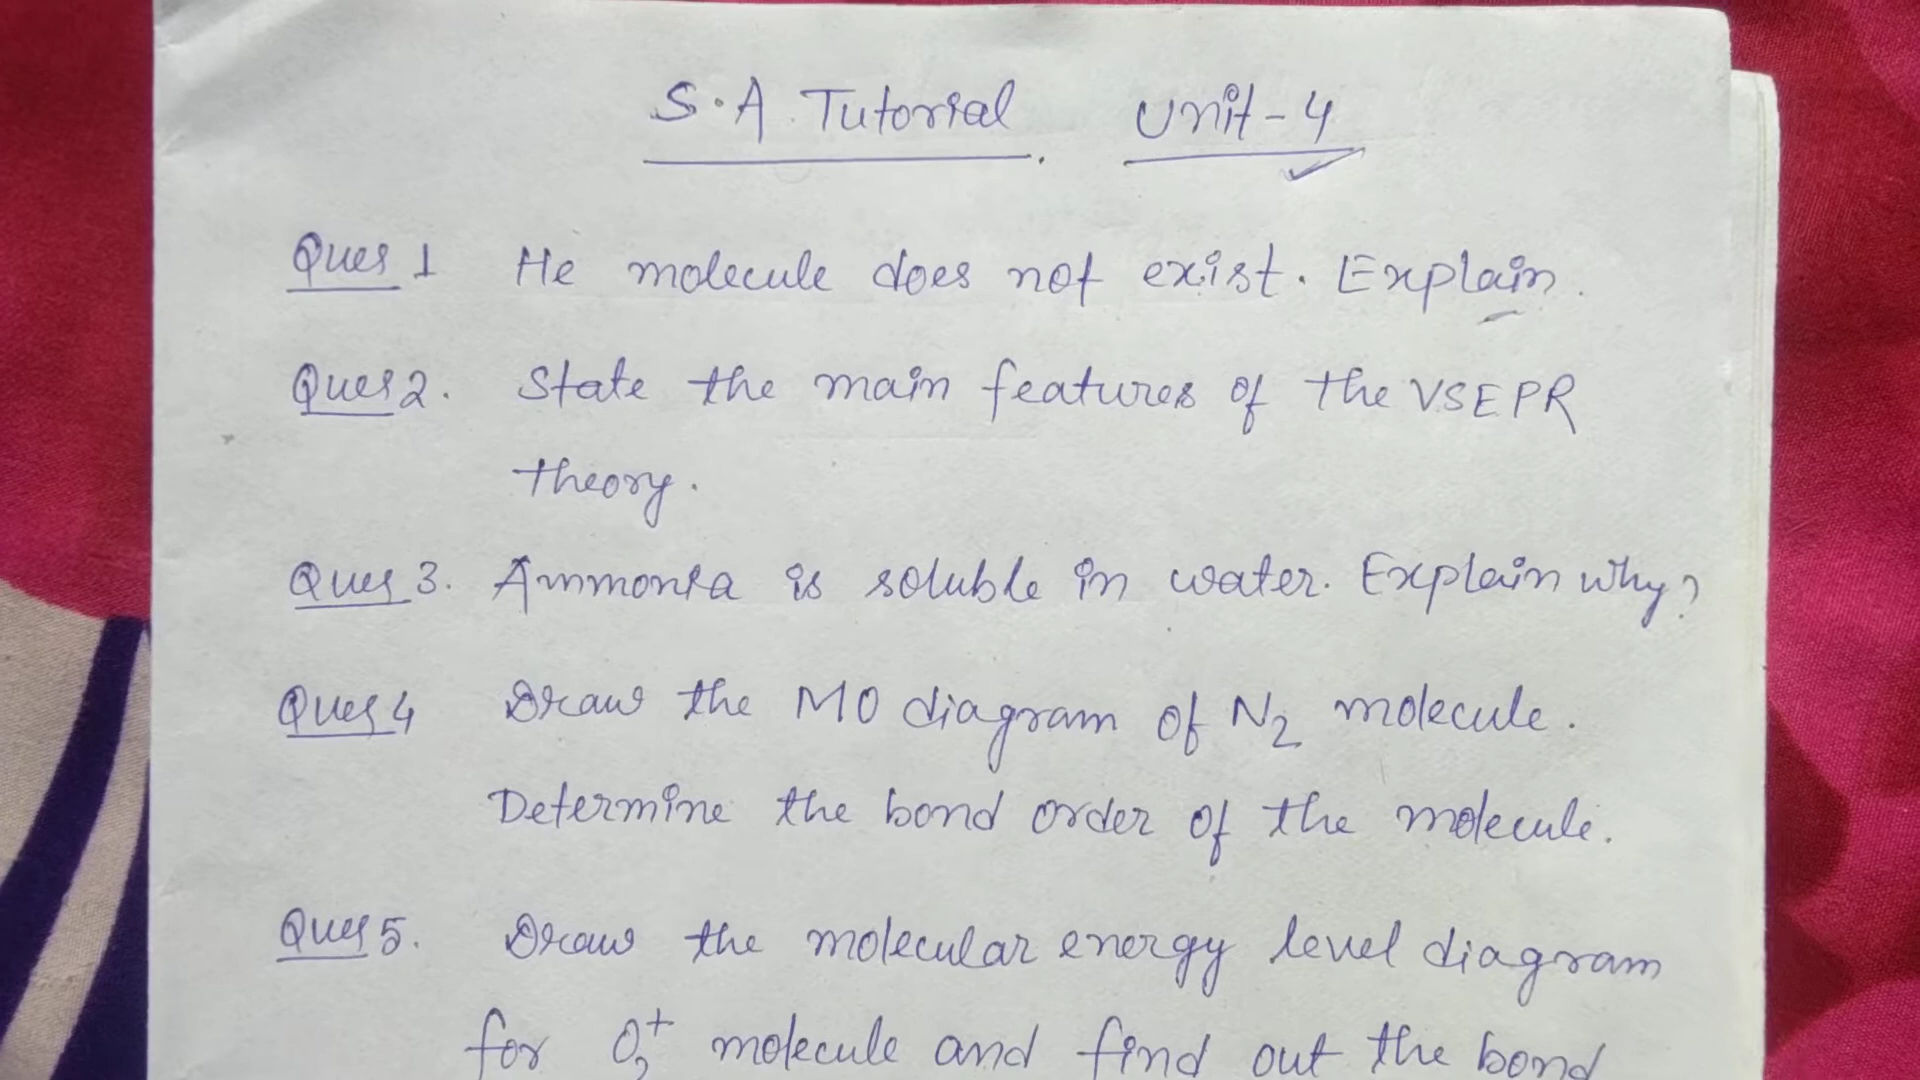 S.A Tutorial. Unit-4
Ques 1 He molecule does not exist. Explain.
Ques 2. State the main features of the VSEPR
theory.
Ques 3. Ammonia is soluble in water. Explain why?
Ques 4 Draw the MO diagram of N₂ molecule.
Determine the bond order of the molecule.
Ques 5. Draw the molecular energy level diagram
for O₂⁺ molecule and find out the bond